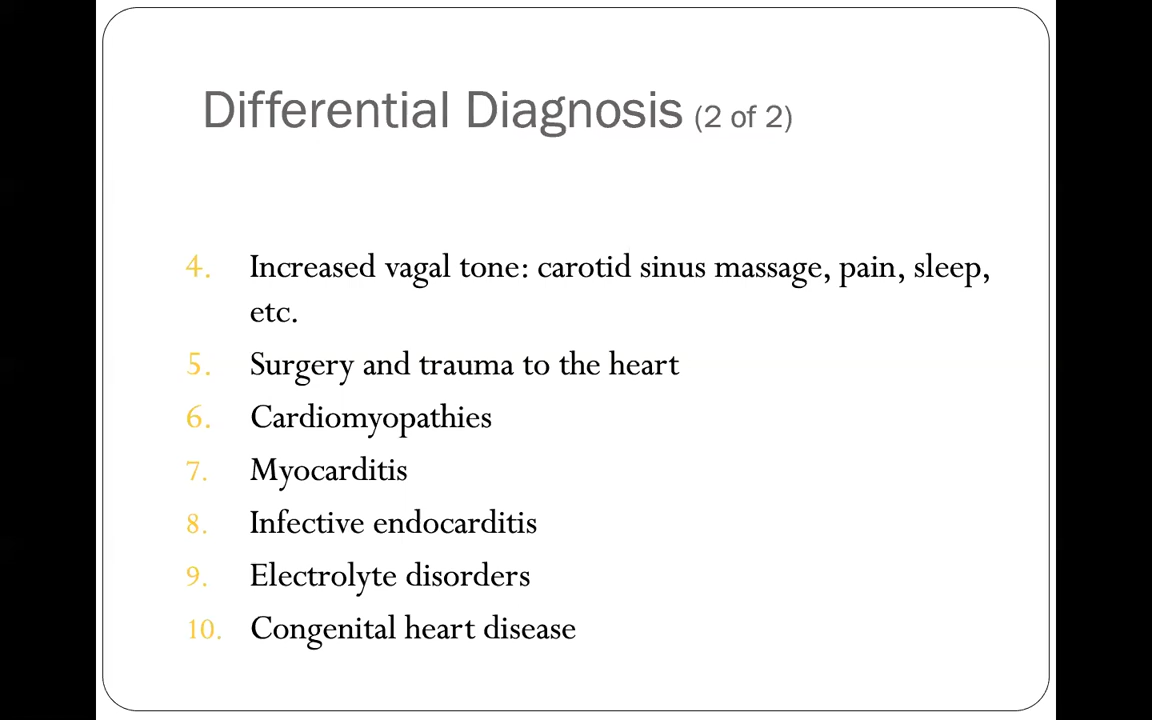 Differential Diagnosis (2 of 2)
4. Increased vagal tone: carotid sinus massage, pain, sleep,
etc.
5. Surgery and trauma to the heart
6. Cardiomyopathies
7. Myocarditis
8. Infective endocarditis
9. Electrolyte disorders
10. Congenital heart disease